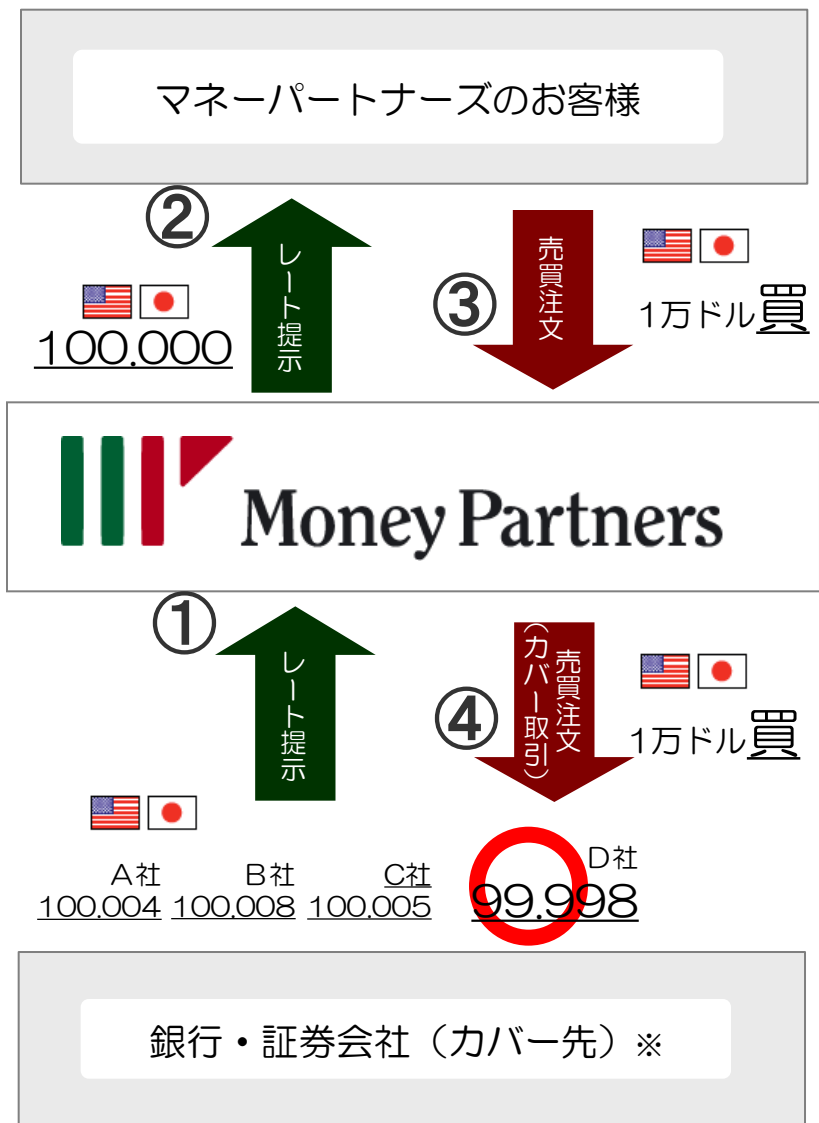 マネーパートナーズのお客様
②
レート提示
100.000
③
売買注文
1万ドル買
Money Partners
①
レート提示
④
売買注文
（カバー取引）
1万ドル買
A社 B社 C社 D社
100.004 100.008 100.005 99.998
銀行・証券会社（カバー先）※